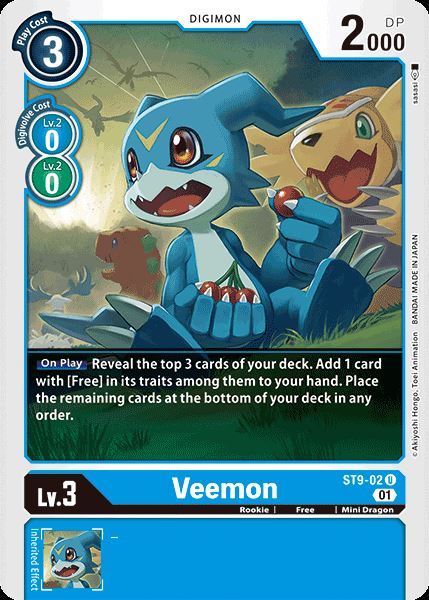 Play Cost
3
DIGIMON
DP
2000
Digivolve Cost
Lv.2
0
Lv.2
0
sasasi
© Akiyoshi Hongo, Toei Animation BANDAI MADE IN JAPAN
On Play Reveal the top 3 cards of your deck. Add 1 card
with [Free] in its traits among them to your hand. Place
the remaining cards at the bottom of your deck in any
order.
Lv.3
Veemon
ST9-02 U
01
Rookie | Free | Mini Dragon
Inherited Effect
–